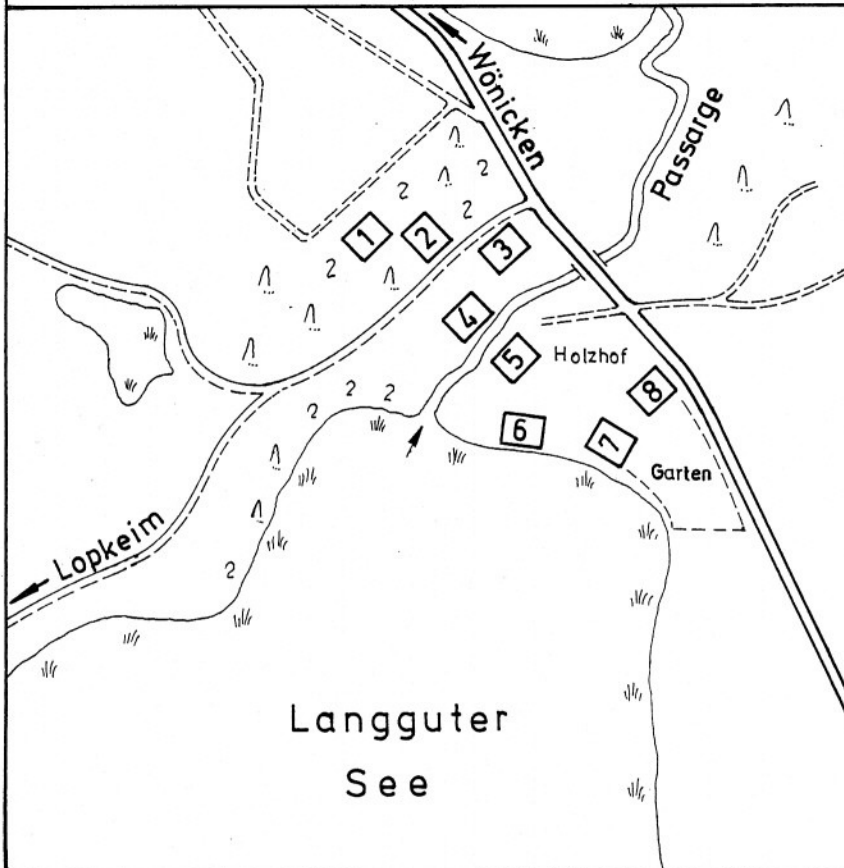 Wönicken
Passarge
1
2
3
4
5
Holzhof
6
7
8
Garten
Lopkeim
Langguter
See